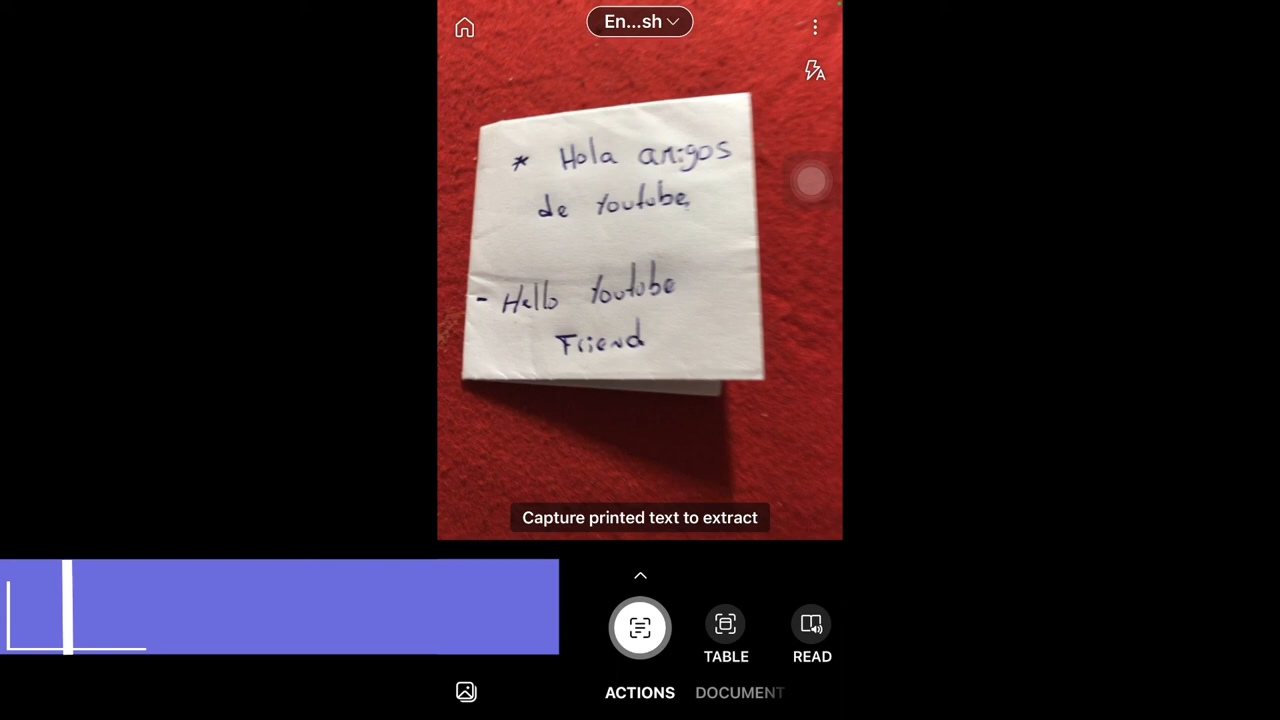 En...sh
* Hola amigos
de Youtube,
- Hello Youtube
Friend
Capture printed text to extract
TABLE
READ
ACTIONS
DOCUMENT